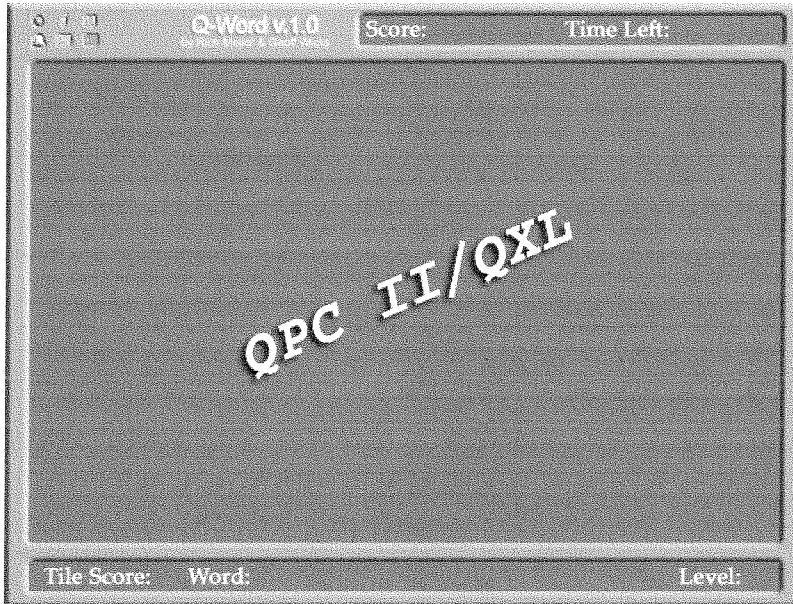 Q-Word v.1.0
Score: Time Left:
QPC II/QXL
Tile Score: Word: Level: